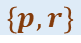 {p, r}